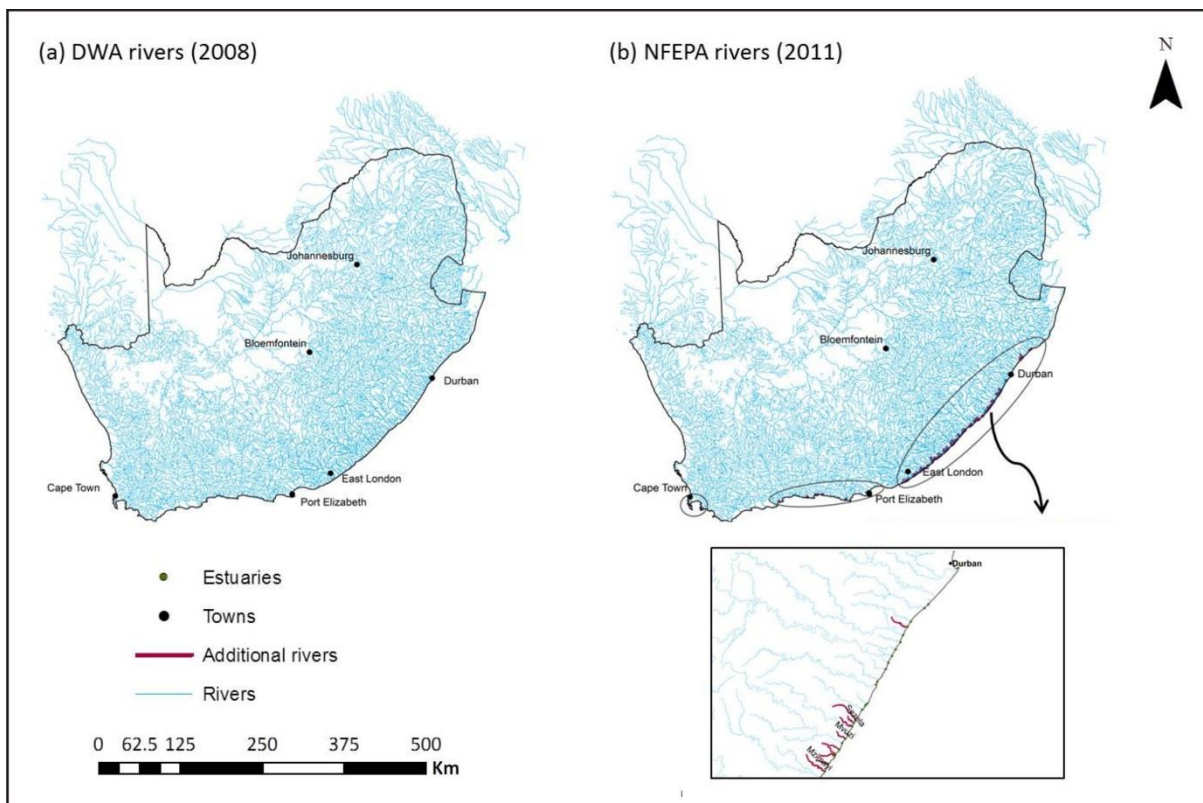 (a) DWA rivers (2008)
(b) NFEPA rivers (2011)
N
Johannesburg
Bloemfontein
Durban
East London
Cape Town
Port Elizabeth
Johannesburg
Bloemfontein
Durban
East London
Cape Town
Port Elizabeth
Estuaries
Towns
Additional rivers
Rivers
0 62.5 125 250 375 500
Km
Durban